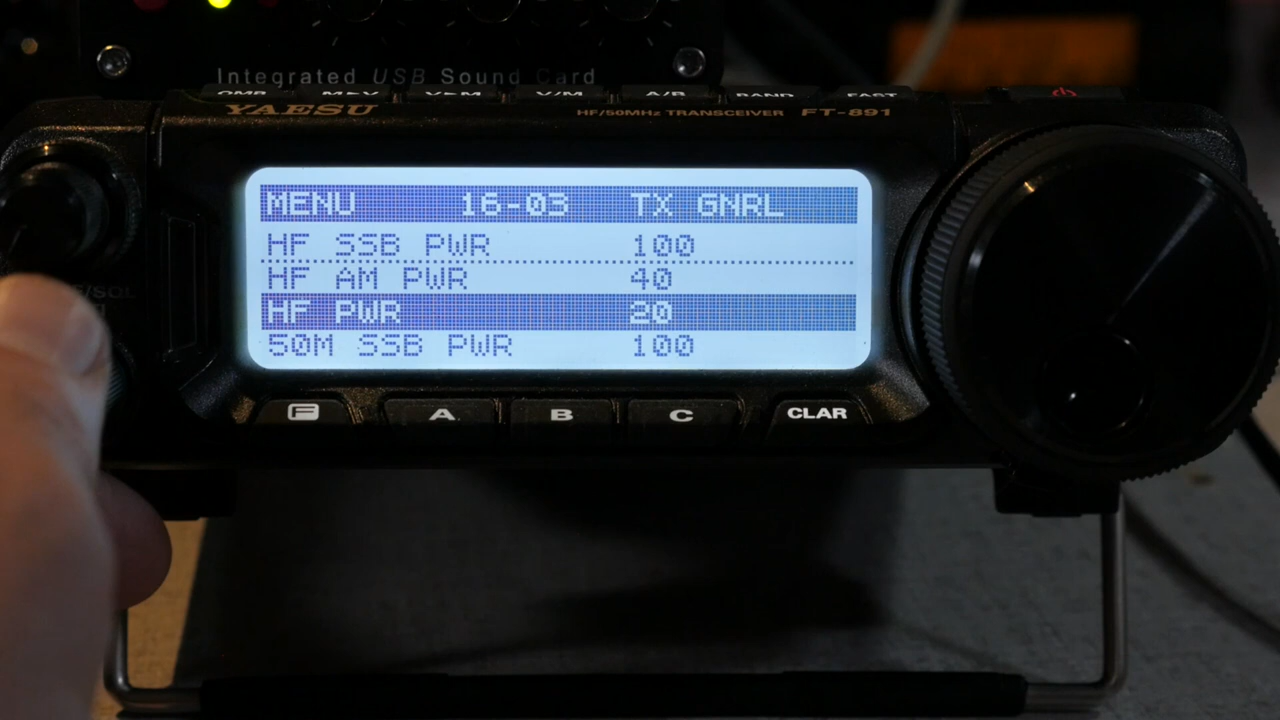 Integrated USB Sound Card
M►V V►M V/M A/B BAND FAST
YAESU HF/50MHz TRANSCEIVER FT-891
MENU 16-03 TX GNRL
HF SSB PWR 100
HF AM PWR 40
HF PWR 20
50M SSB PWR 100
F A B C CLAR